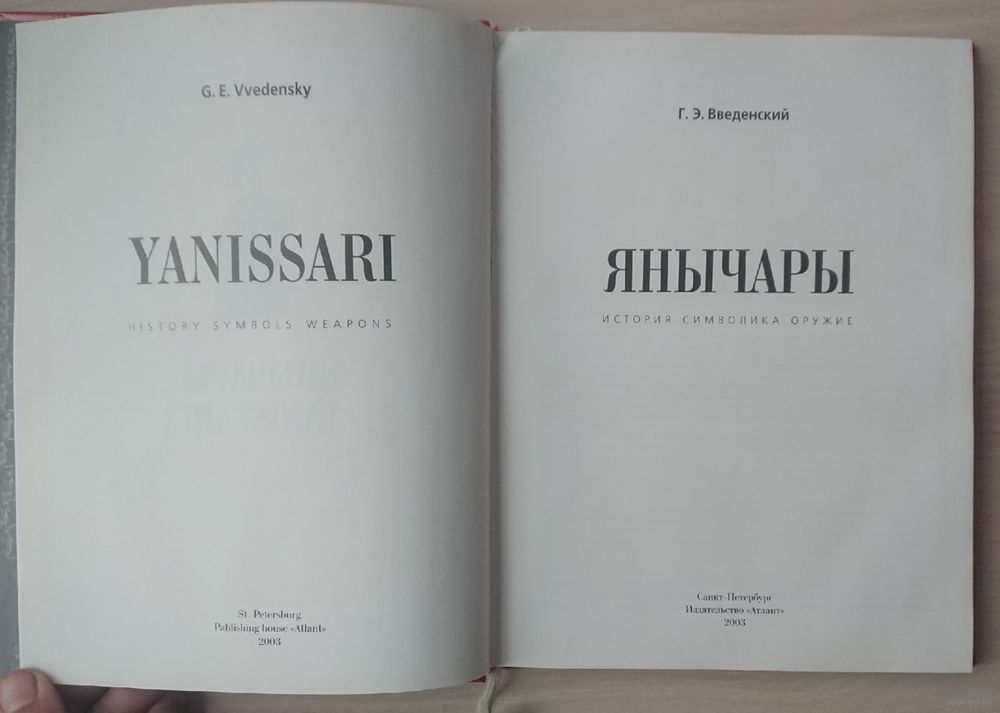 G. E. Vvedensky
YANISSARI
HISTORY SYMBOLS WEAPONS
St. Petersburg
Publishing house «Atlant»
2003
Г. Э. Введенский
ЯНЫЧАРЫ
ИСТОРИЯ СИМВОЛИКА ОРУЖИЕ
Санкт-Петербург
Издательство «Атлант»
2003